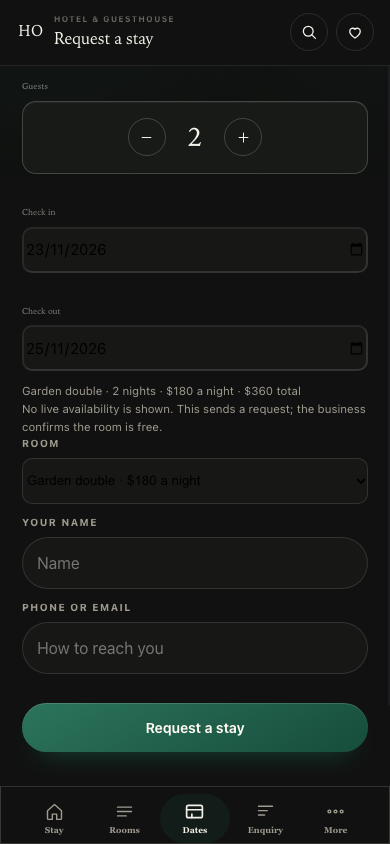 HO
HOTEL & GUESTHOUSE
Request a stay
Guests
− 2 +
Check in
23/11/2026
Check out
25/11/2026
Garden double · 2 nights · $180 a night · $360 total
No live availability is shown. This sends a request; the business
confirms the room is free.
ROOM
Garden double · $180 a night
YOUR NAME
Name
PHONE OR EMAIL
How to reach you
Request a stay
Stay Rooms Dates Enquiry More